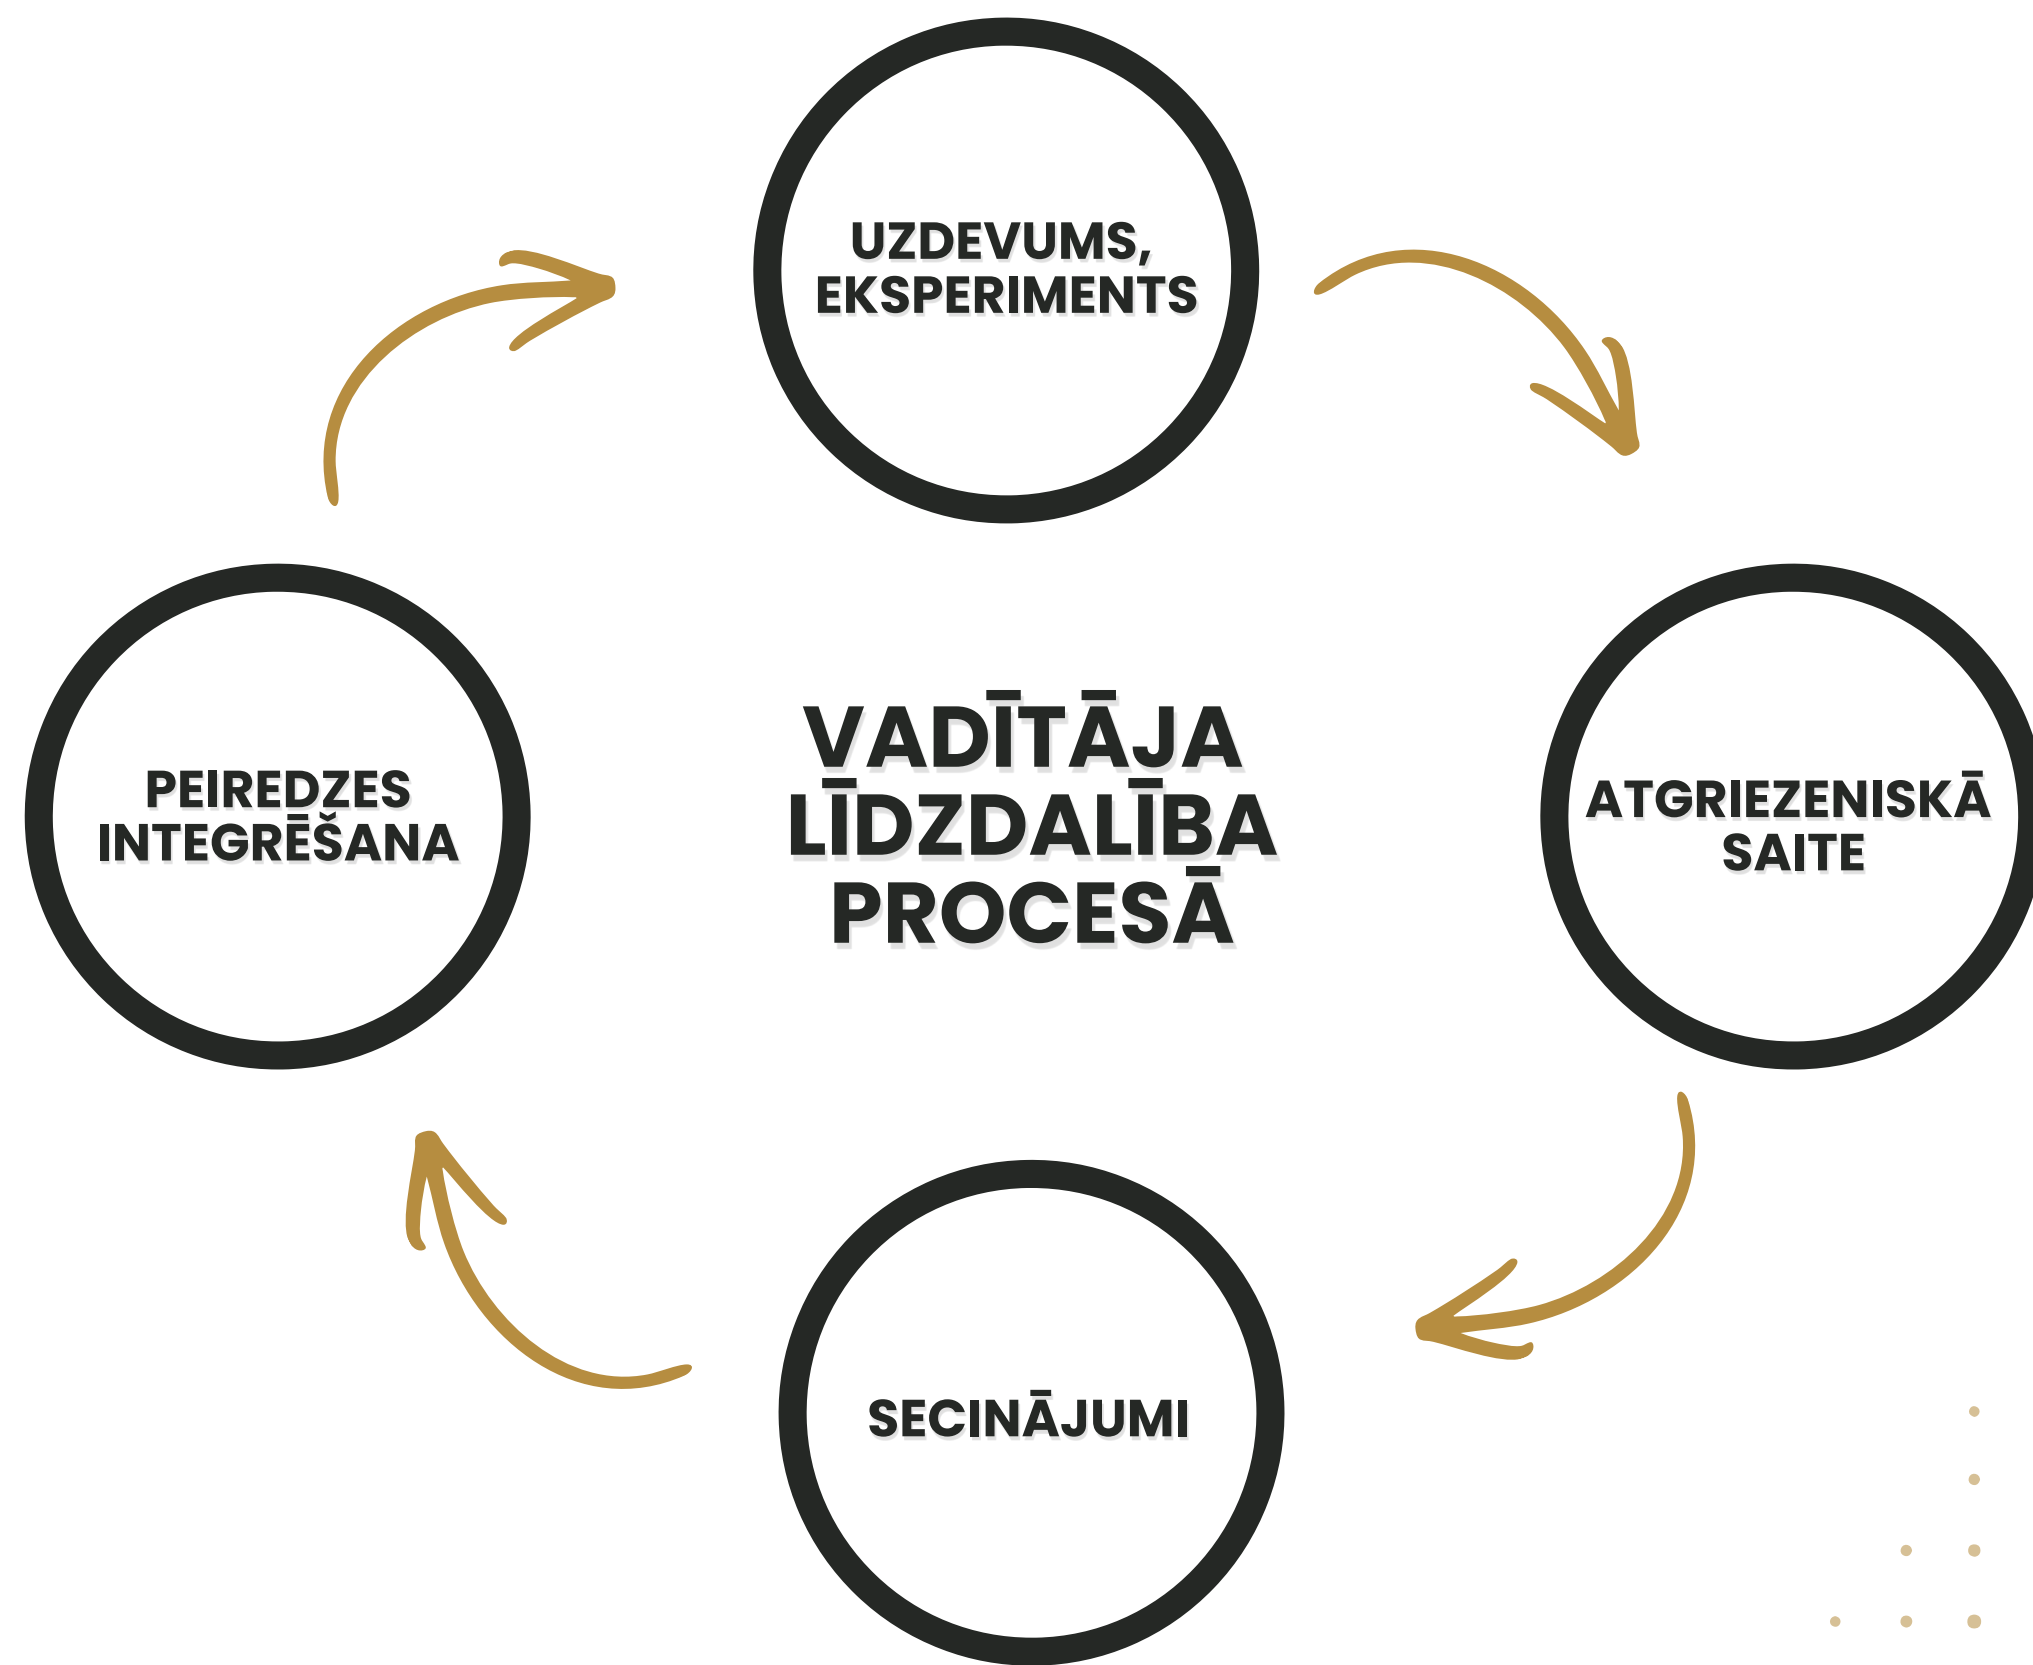 UZDEVUMS,
EKSPERIMENTS
ATGRIEZENISKĀ
SAITE
SECINĀJUMI
PEIREDZES
INTEGRĒŠANA
VADĪTĀJA
LĪDZDALĪBA
PROCESĀ